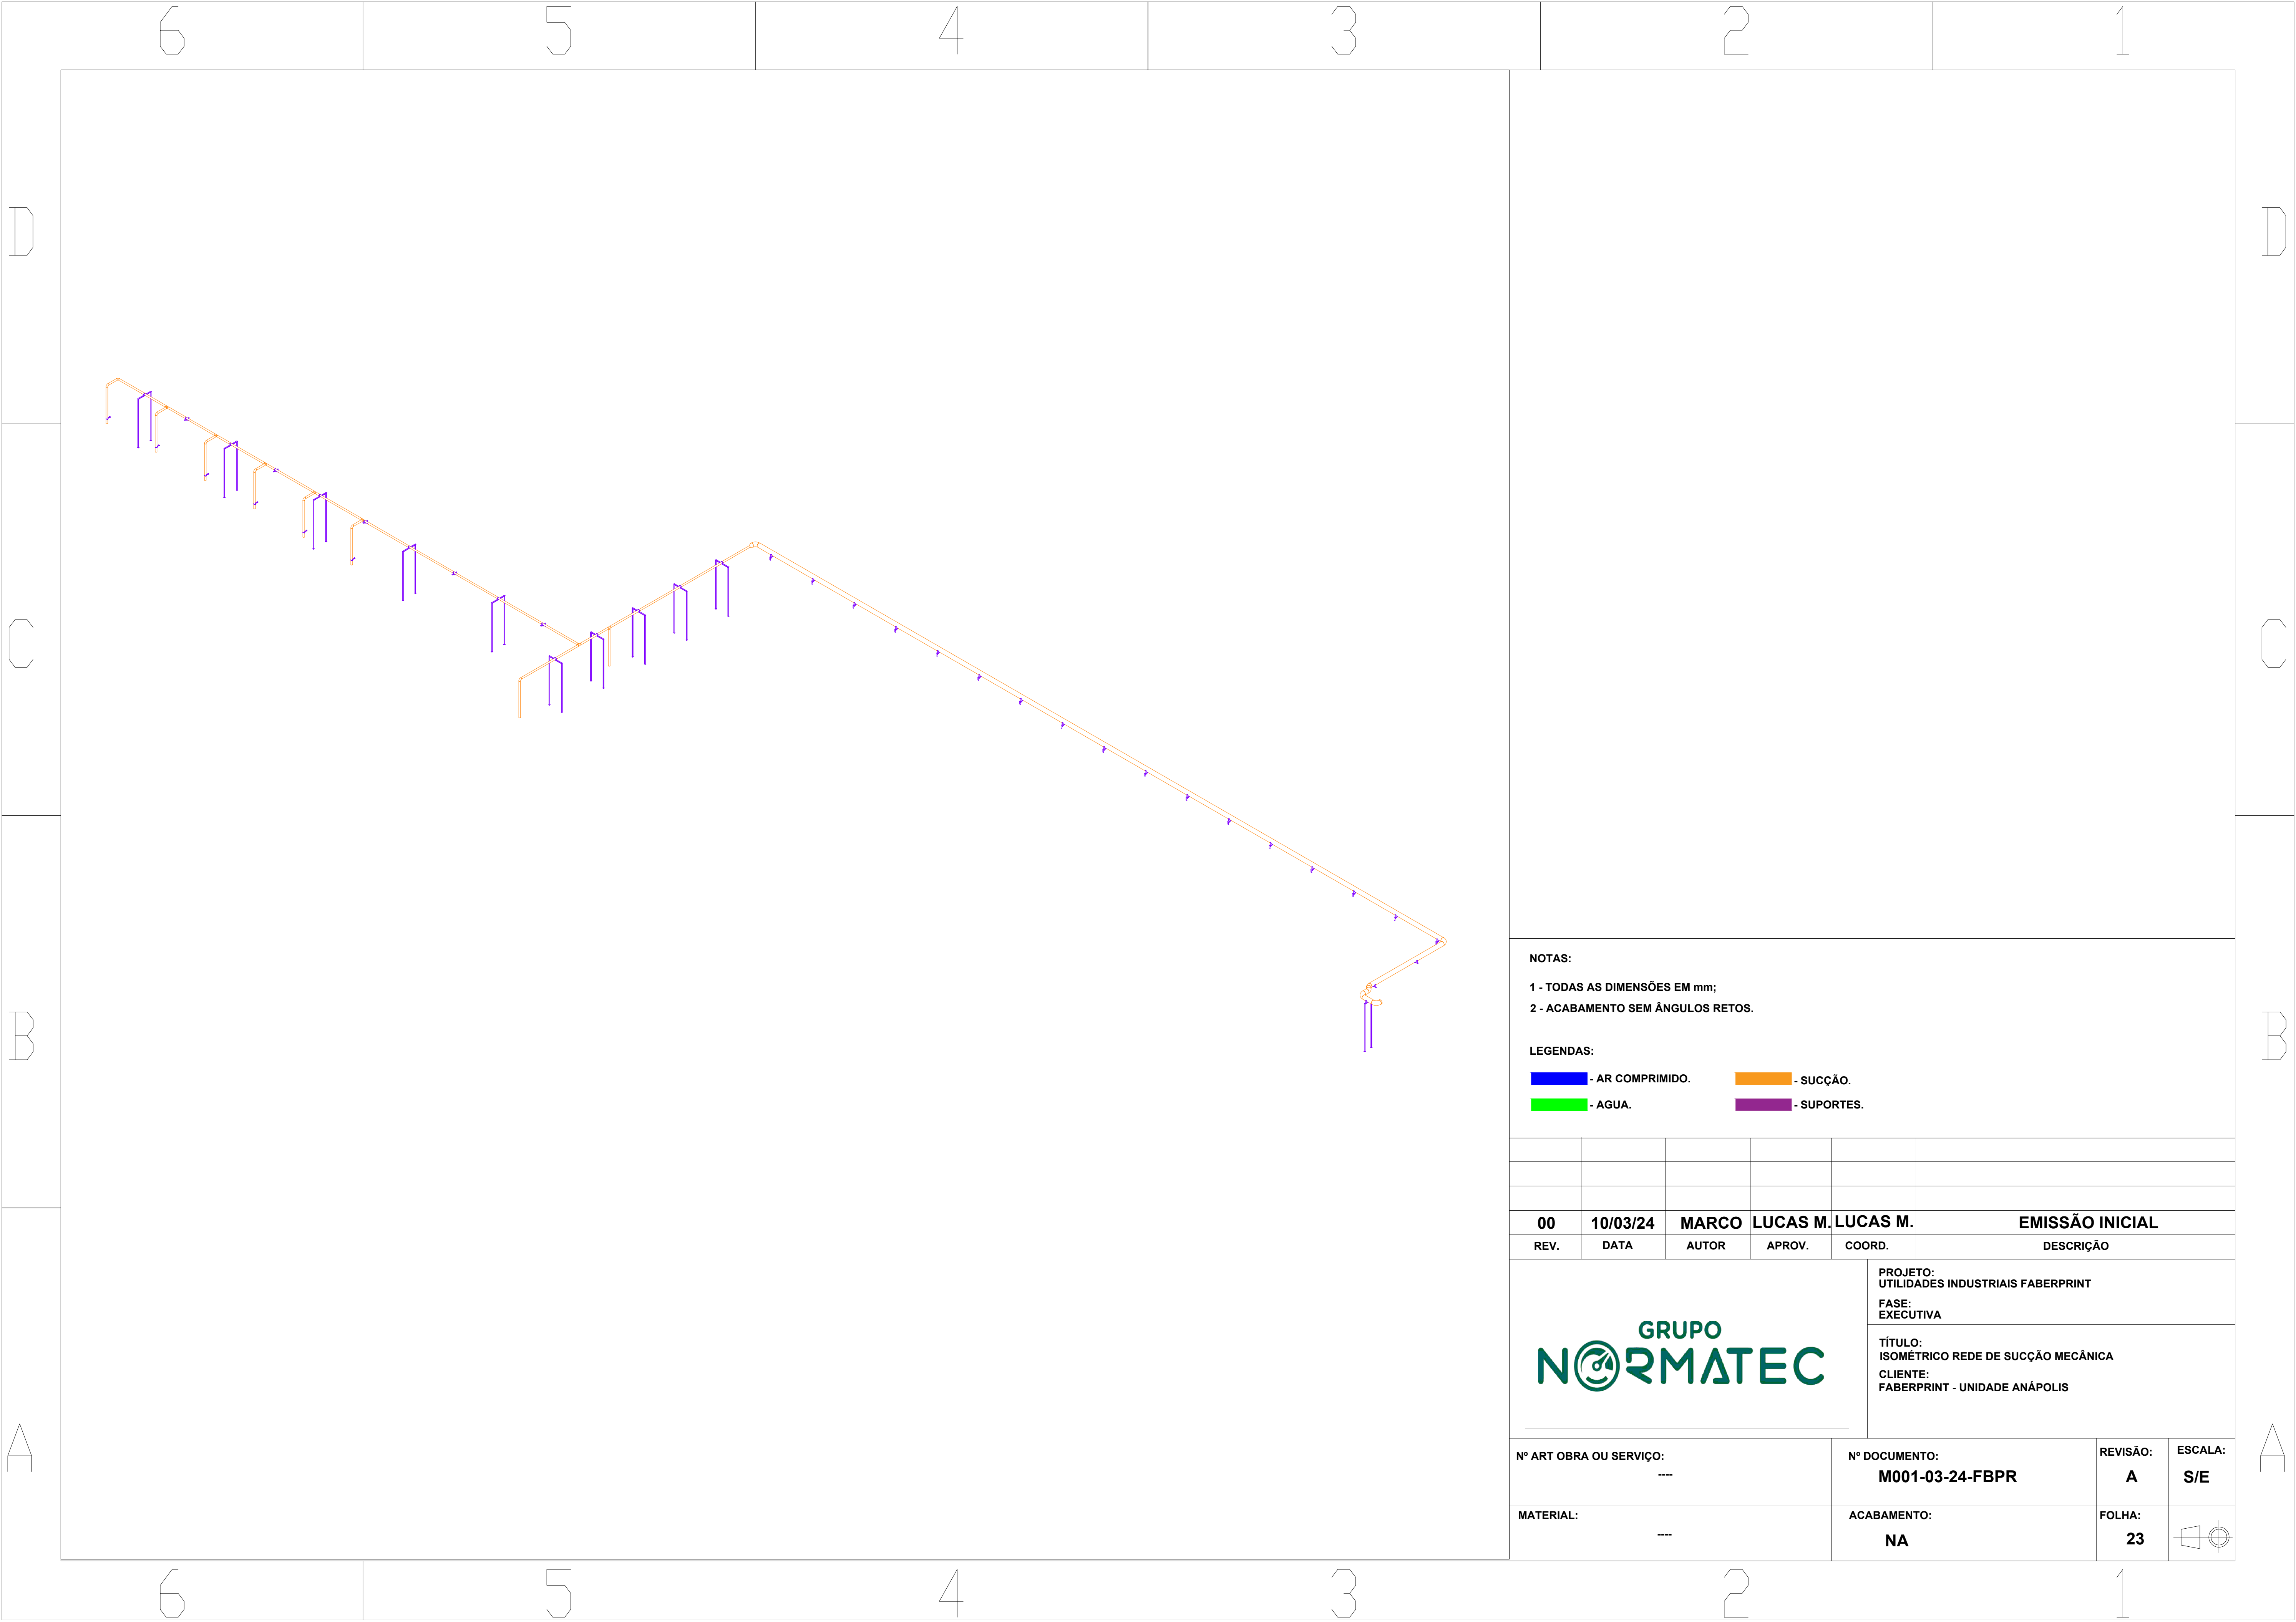 6 5 4 3 2 1
D D
C C
B B
A A
NOTAS:
1 - TODAS AS DIMENSÕES EM mm;
2 - ACABAMENTO SEM ÂNGULOS RETOS.
LEGENDAS:
- AR COMPRIMIDO. - SUCÇÃO.
- AGUA. - SUPORTES.
00 10/03/24 MARCO LUCAS M. LUCAS M. EMISSÃO INICIAL
REV. DATA AUTOR APROV. COORD. DESCRIÇÃO
GRUPO
NORMATEC
PROJETO:
UTILIDADES INDUSTRIAIS FABERPRINT
FASE:
EXECUTIVA
TÍTULO:
ISOMÉTRICO REDE DE SUCÇÃO MECÂNICA
CLIENTE:
FABERPRINT - UNIDADE ANÁPOLIS
Nº ART OBRA OU SERVIÇO:
----
Nº DOCUMENTO:
M001-03-24-FBPR
REVISÃO:
A
ESCALA:
S/E
MATERIAL:
----
ACABAMENTO:
NA
FOLHA:
23
6 5 4 3 2 1